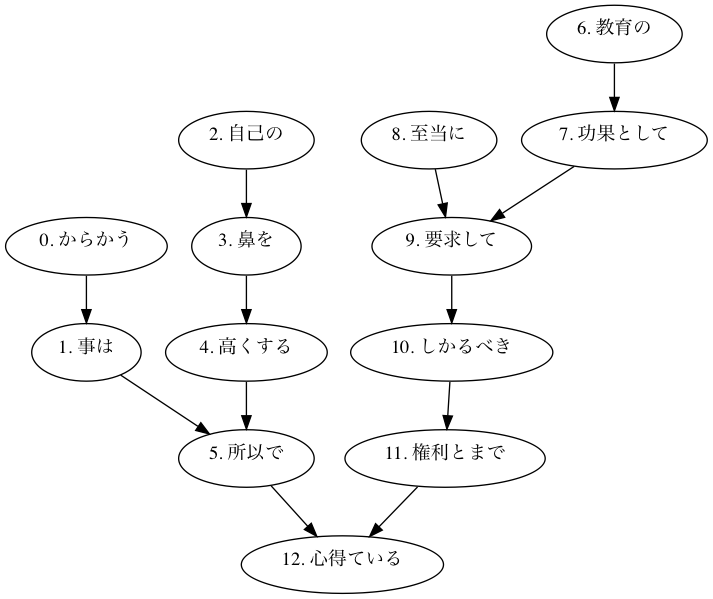 6. 教育の
2. 自己の
8. 至当に
7. 功果として
0. からかう
3. 鼻を
9. 要求して
1. 事は
4. 高くする
10. しかるべき
5. 所以で
11. 権利とまで
12. 心得ている